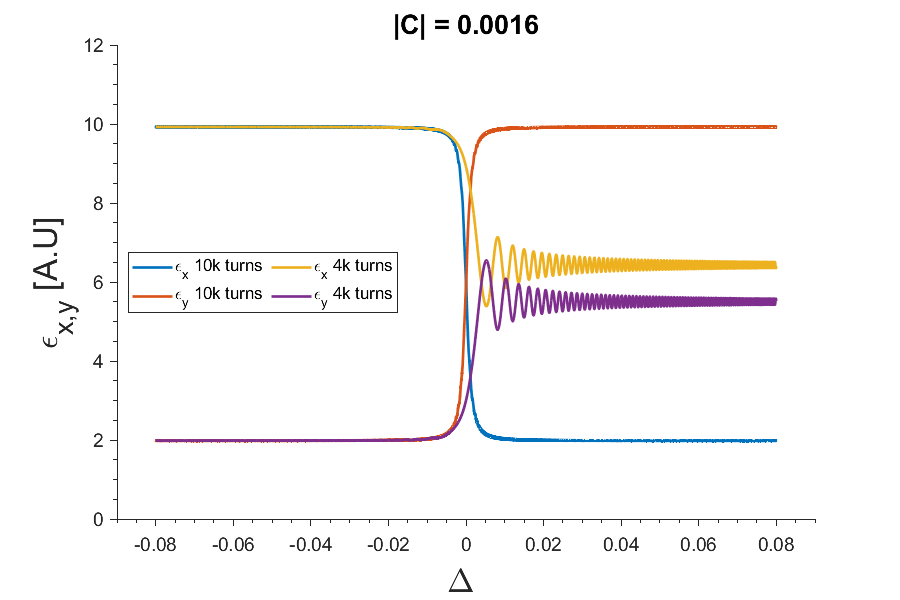 |C| = 0.0016
12
10
8
6
4
2
0
ϵx,y [A.U]
ϵx 10k turns ϵx 4k turns
ϵy 10k turns ϵy 4k turns
-0.08 -0.06 -0.04 -0.02 0 0.02 0.04 0.06 0.08
Δ